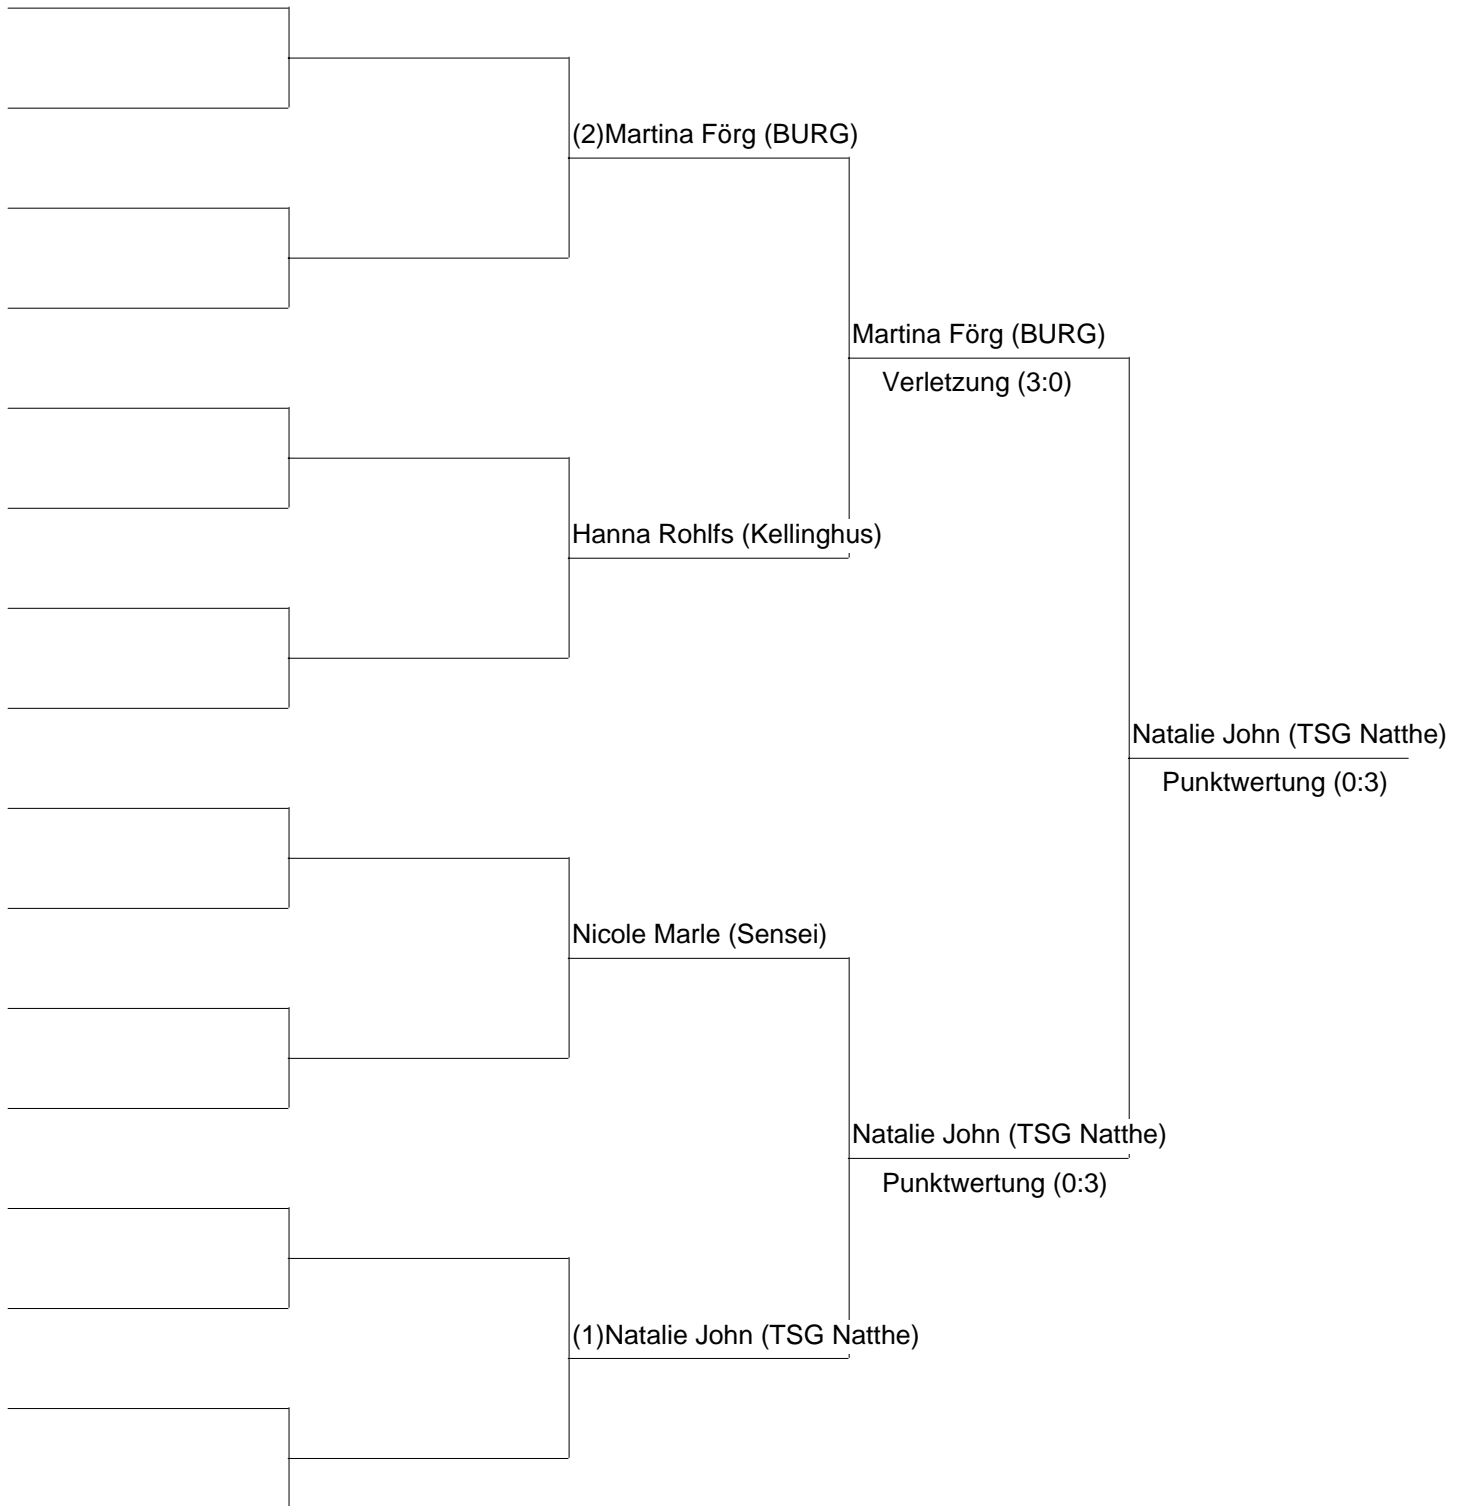 (2)Martina Förg (BURG)
Martina Förg (BURG)
Verletzung (3:0)
Hanna Rohlfs (Kellinghus)
Natalie John (TSG Natthe)
Punktwertung (0:3)
Nicole Marle (Sensei)
Natalie John (TSG Natthe)
Punktwertung (0:3)
(1)Natalie John (TSG Natthe)